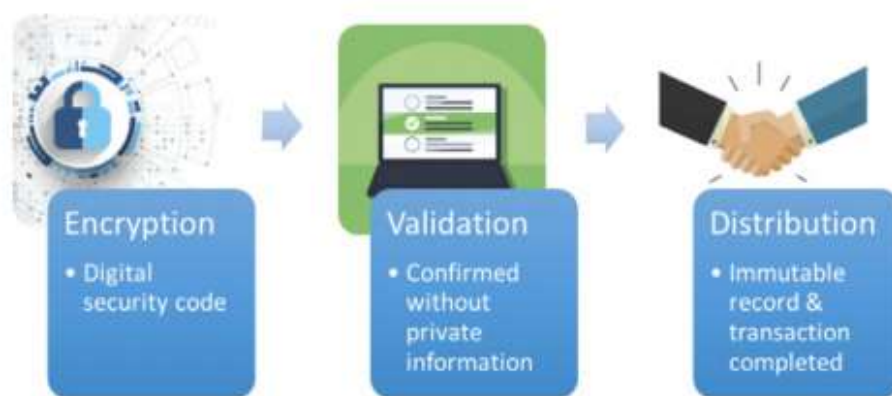 Encryption
• Digital
security code
Validation
• Confirmed
without
private
information
Distribution
• Immutable
record &
transaction
completed